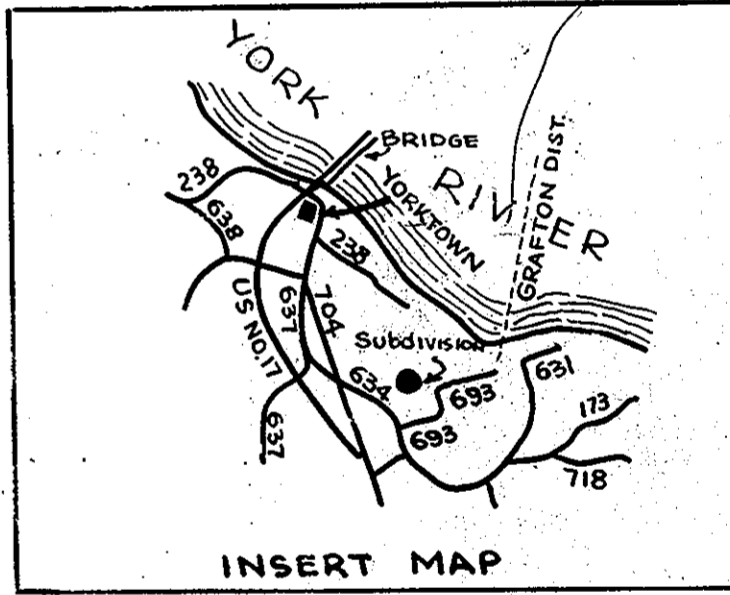 YORK
RIVER
BRIDGE
YORKTOWN
GRAFTON DIST.
238
638
238
US NO.17
637
704
Subdivision
634
693
693
631
173
718
637
INSERT MAP